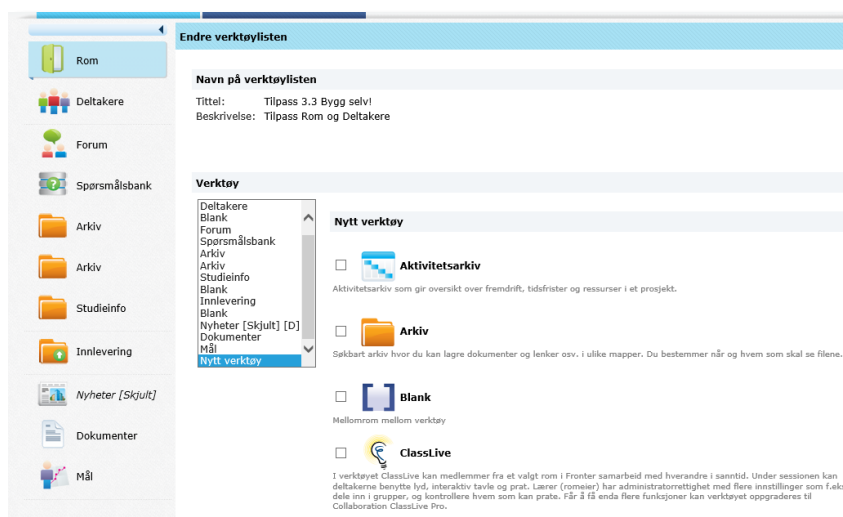 Endre verktøylisten
Rom
Deltakere
Forum
Spørsmålsbank
Arkiv
Arkiv
Studieinfo
Innlevering
Nyheter [Skjult]
Dokumenter
Mål
Navn på verktøylisten
Tittel: Tilpass 3.3 Bygg selv!
Beskrivelse: Tilpass Rom og Deltakere
Verktøy
Deltakere
Blank
Forum
Spørsmålsbank
Arkiv
Arkiv
Studieinfo
Blank
Innlevering
Blank
Nyheter [Skjult] [D]
Dokumenter
Mål
Nytt verktøy
Nytt verktøy
Aktivitetsarkiv
Aktivitetsarkiv som gir oversikt over fremdrift, tidsfrister og ressurser i et prosjekt.
Arkiv
Søkbart arkiv hvor du kan lagre dokumenter og lenker osv. i ulike mapper. Du bestemmer når og hvem som skal se filene.
Blank
Mellomrom mellom verktøy
ClassLive
I verktøyet ClassLive kan medlemmer fra et valgt rom i Fronter samarbeid med hverandre i sanntid. Under sessionen kan
deltakerne benytte lyd, interaktiv tavle og prat. Lærer (romeier) har administratorrettighet med flere innstillinger som f.eks
dele inn i grupper, og kontrollere hvem som kan prate. Får å få enda flere funksjoner kan verktøyet oppgraderes til
Collaboration ClassLive Pro.